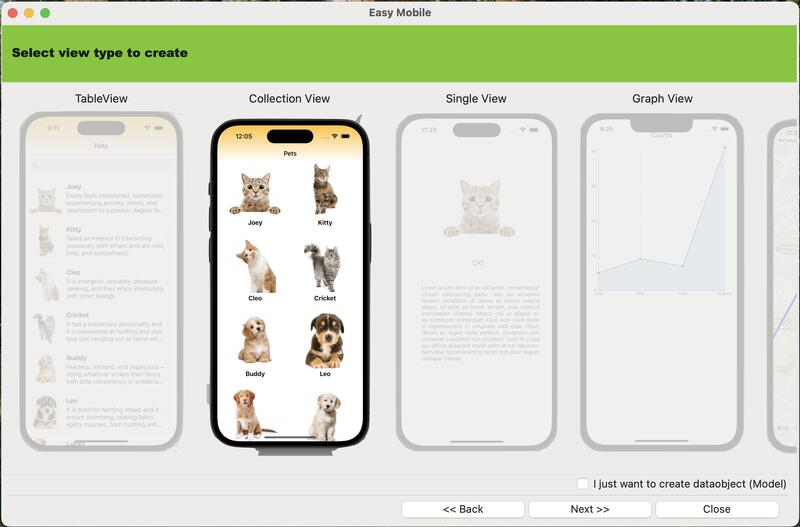 Easy Mobile
Select view type to create
TableView
9:11
Pets
Joey
Easily feels threatened, sometimes
experiencing anxiety, stress, and
depression to a greater degree th...
Kitty
Takes an interest in interacting
pleasantly with others and are mild,
kind, and sympathetic.
Cleo
It is energetic, sociable, pleasure-
seeking, and they enjoy interacting
with other beings.
Cricket
It has a boisterous personality and
it is pawesome at hunting and also
love just hanging out at home wit...
Buddy
Fearless, intrepid, and impetuous –
doing whatever strikes their fancy
with little consistency or predicta...
Leo
It is bred for herding sheep and it
enjoys swimming, playing fetch,
agility courses, barn hunting and...
Collection View
12:05
Pets
Joey
Kitty
Cleo
Cricket
Buddy
Leo
Single View
11:25
CAT
Graph View
9:20
Counts
May
June
August
I just want to create dataobject (Model)
<< Back
Next >>
Close